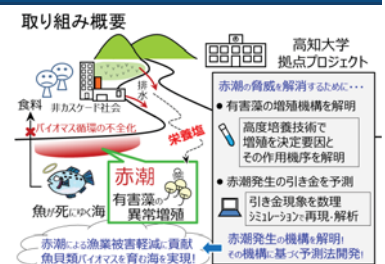 取り組み概要
高知大学
拠点プロジェクト
排水
食料
非カスケード社会
バイオマス循環の不全化
栄養塩
赤潮
有害藻の
異常増殖
魚が死にゆく海
赤潮の脅威を解消するために・・・
● 有害藻の増殖機構を解明
高度培養技術で
増殖を決定要因と
その作用機序を解明
● 赤潮発生の引き金を予測
引き金現象を数理
シミュレーションで再現・解析
赤潮による漁業被害軽減に貢献
魚貝類バイオマスを育む海を実現!
赤潮発生の機構を解明!
その機構に基づく予測法開発!